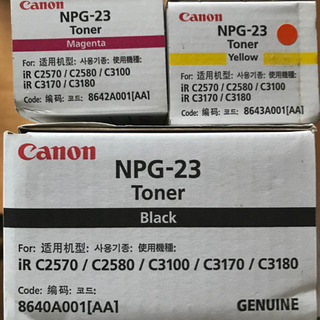 Canon
NPG-23
Toner
Magenta
For: 适用机型: 사용기종: 使用機種:
iR C2570 / C2580 / C3100
iR C3170 / C3180
Code: 编码: 코드: 8642A001[AA]
Canon
NPG-23
Toner
Yellow
For: 适用机型: 사용기종: 使用機種:
iR C2570 / C2580 / C3100
iR C3170 / C3180
Code: 编码: 코드: 8643A001[AA]
Canon
NPG-23
Toner
Black
For: 适用机型: 사용기종: 使用機種:
iR C2570 / C2580 / C3100 / C3170 / C3180
Code: 编码: 코드:
8640A001[AA] GENUINE